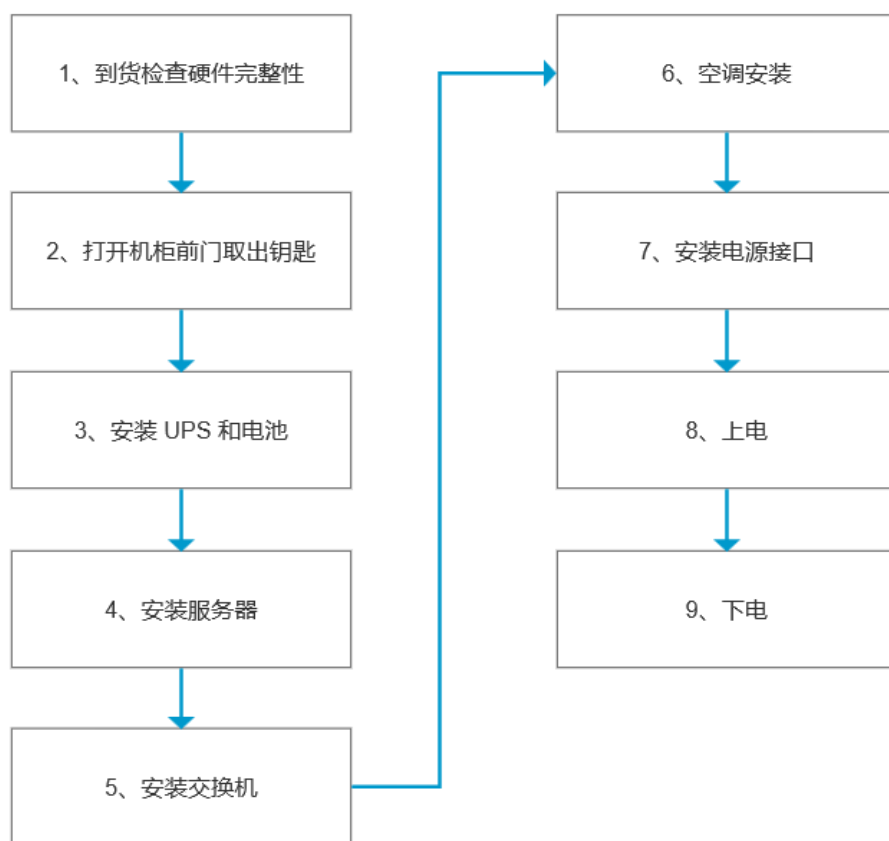 1、到货检查硬件完整性
2、打开机柜前门取出钥匙
3、安装 UPS 和电池
4、安装服务器
5、安装交换机
6、空调安装
7、安装电源接口
8、上电
9、下电